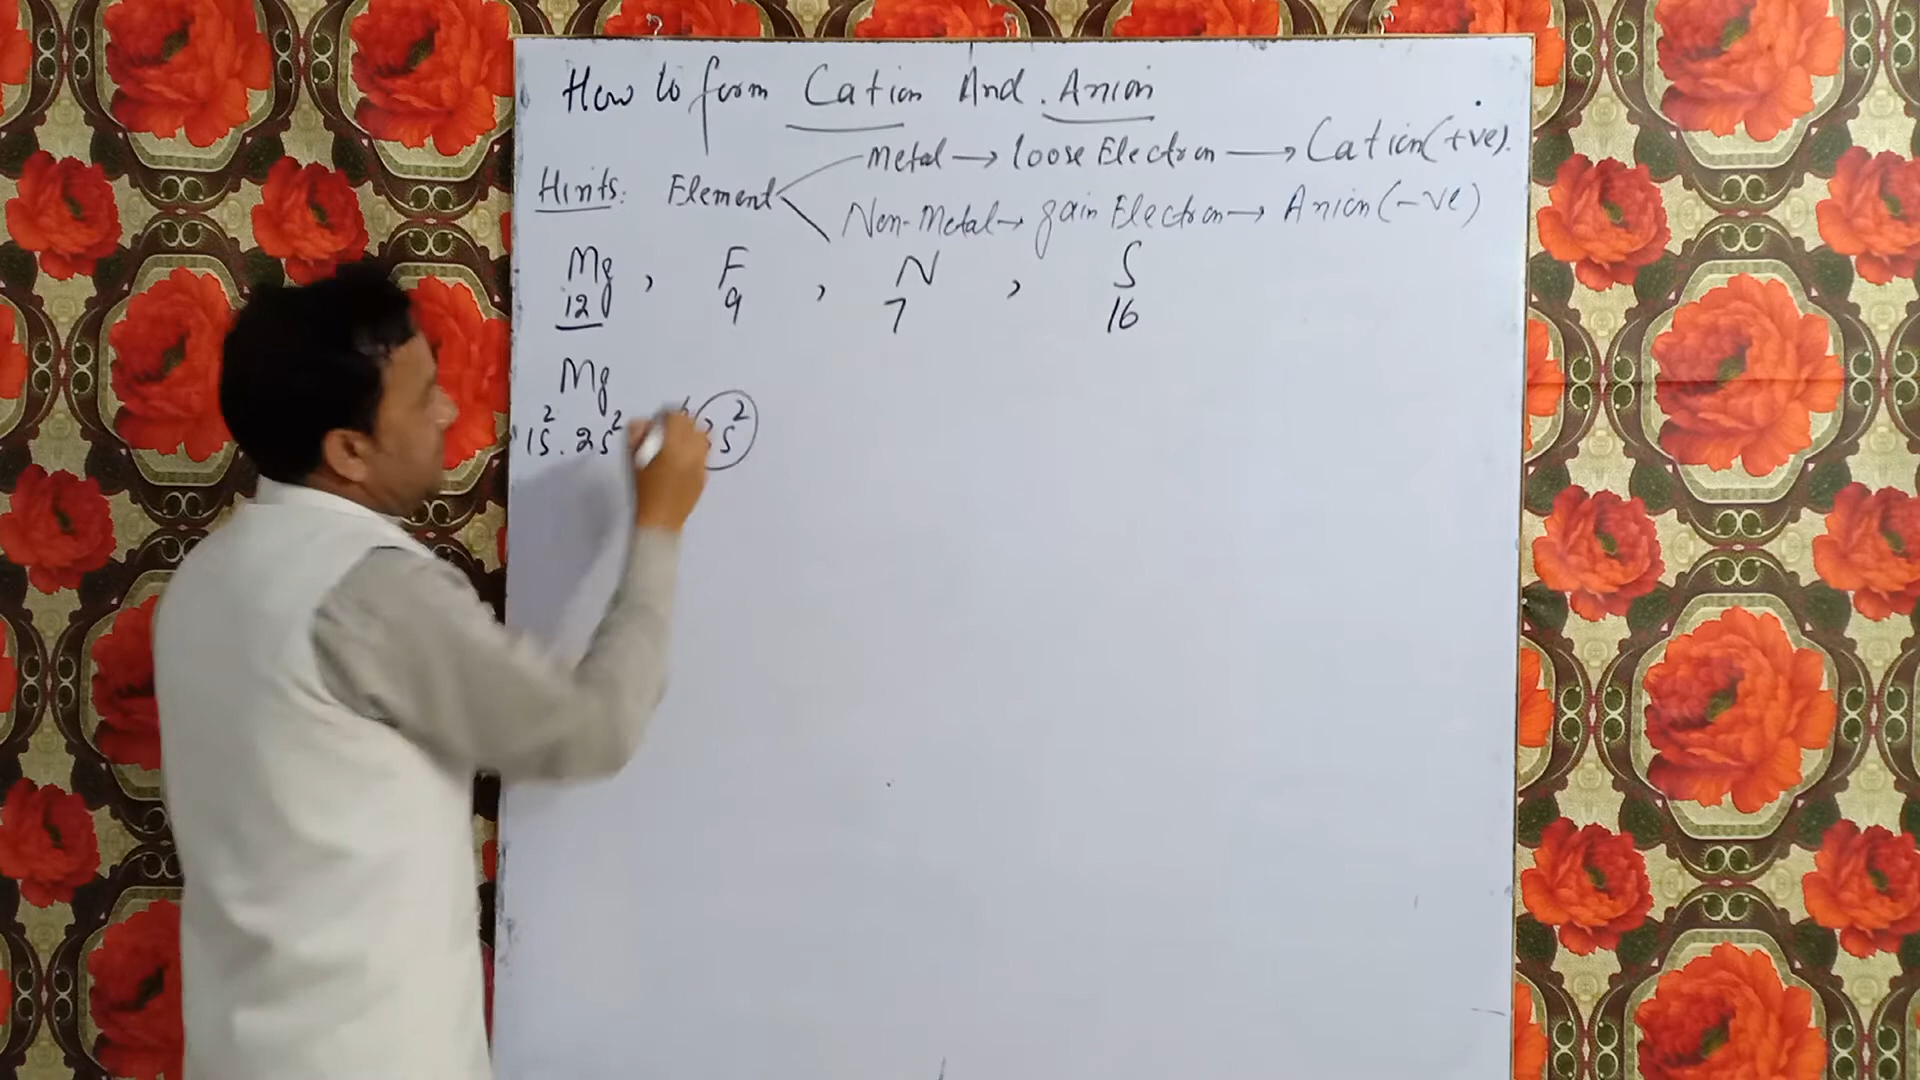 How to form Cation And Anion
Metal → loose Electron → Cation (+ve).
Hints: Element
Non-Metal → gain Electron → Anion (-ve)
Mg , F , N , S
12 9 7 16
Mg
1s² . 2s² s²